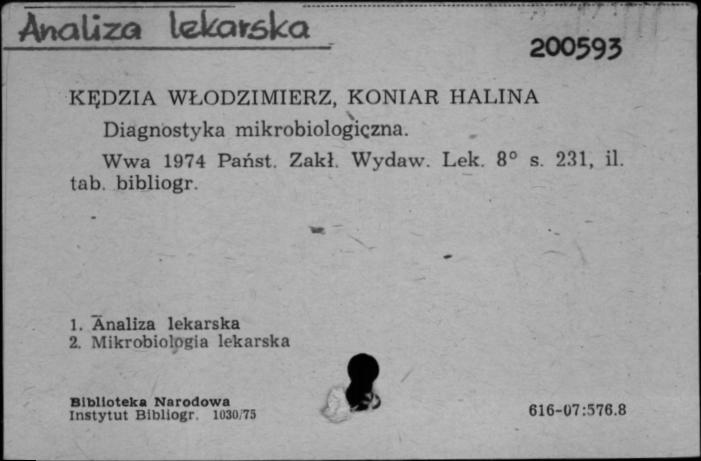 Analiza lekarska
200593
KĘDZIA WŁODZIMIERZ, KONIAR HALINA
Diagnostyka mikrobiologiczna.
Wwa 1974 Państ. Zakł. Wydaw. Lek. 8° s. 231, il.
tab. bibliogr.
1. Analiza lekarska
2. Mikrobiologia lekarska
Biblioteka Narodowa
Instytut Bibliogr. 1030/75
616-07:576.8